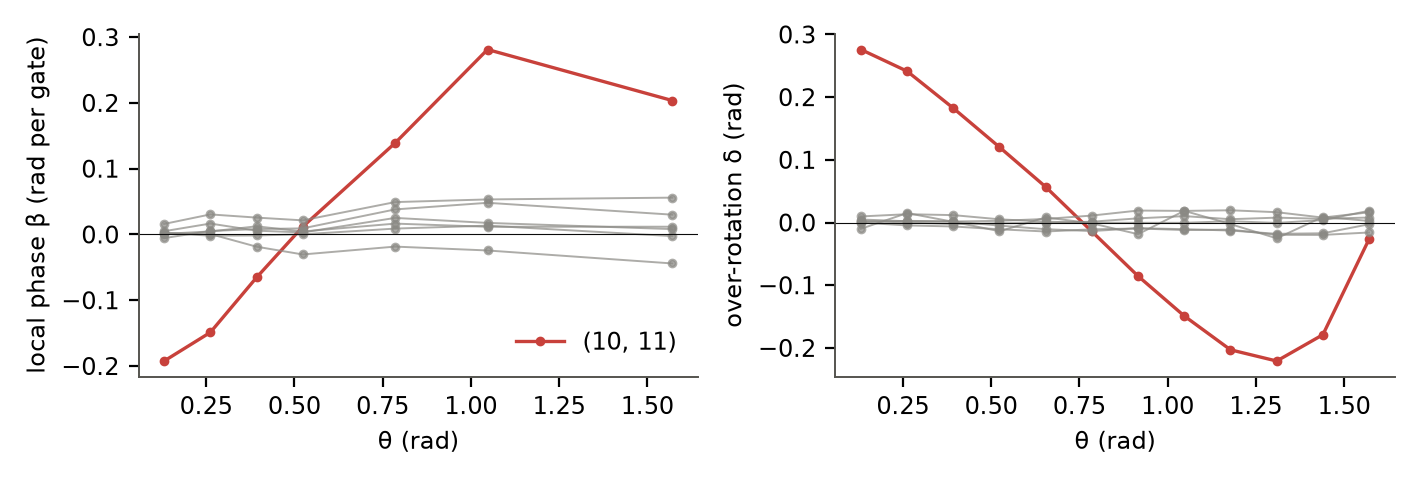 local phase β (rad per gate)
0.3
0.2
0.1
0.0
−0.1
−0.2
(10, 11)
0.25 0.50 0.75 1.00 1.25 1.50
θ (rad)
over-rotation δ (rad)
0.3
0.2
0.1
0.0
−0.1
−0.2
0.25 0.50 0.75 1.00 1.25 1.50
θ (rad)